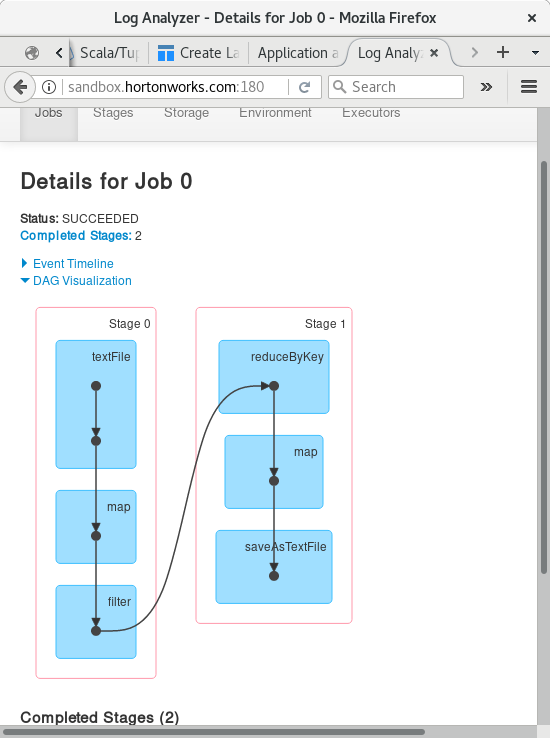 Log Analyzer - Details for Job 0 - Mozilla Firefox
Scala/Tup Create La Application a Log Analy
sandbox.hortonworks.com:180 Search
Jobs Stages Storage Environment Executors
Details for Job 0
Status: SUCCEEDED
Completed Stages: 2
Event Timeline
DAG Visualization
Stage 0
textFile
map
filter
Stage 1
reduceByKey
map
saveAsTextFile
Completed Stages (2)